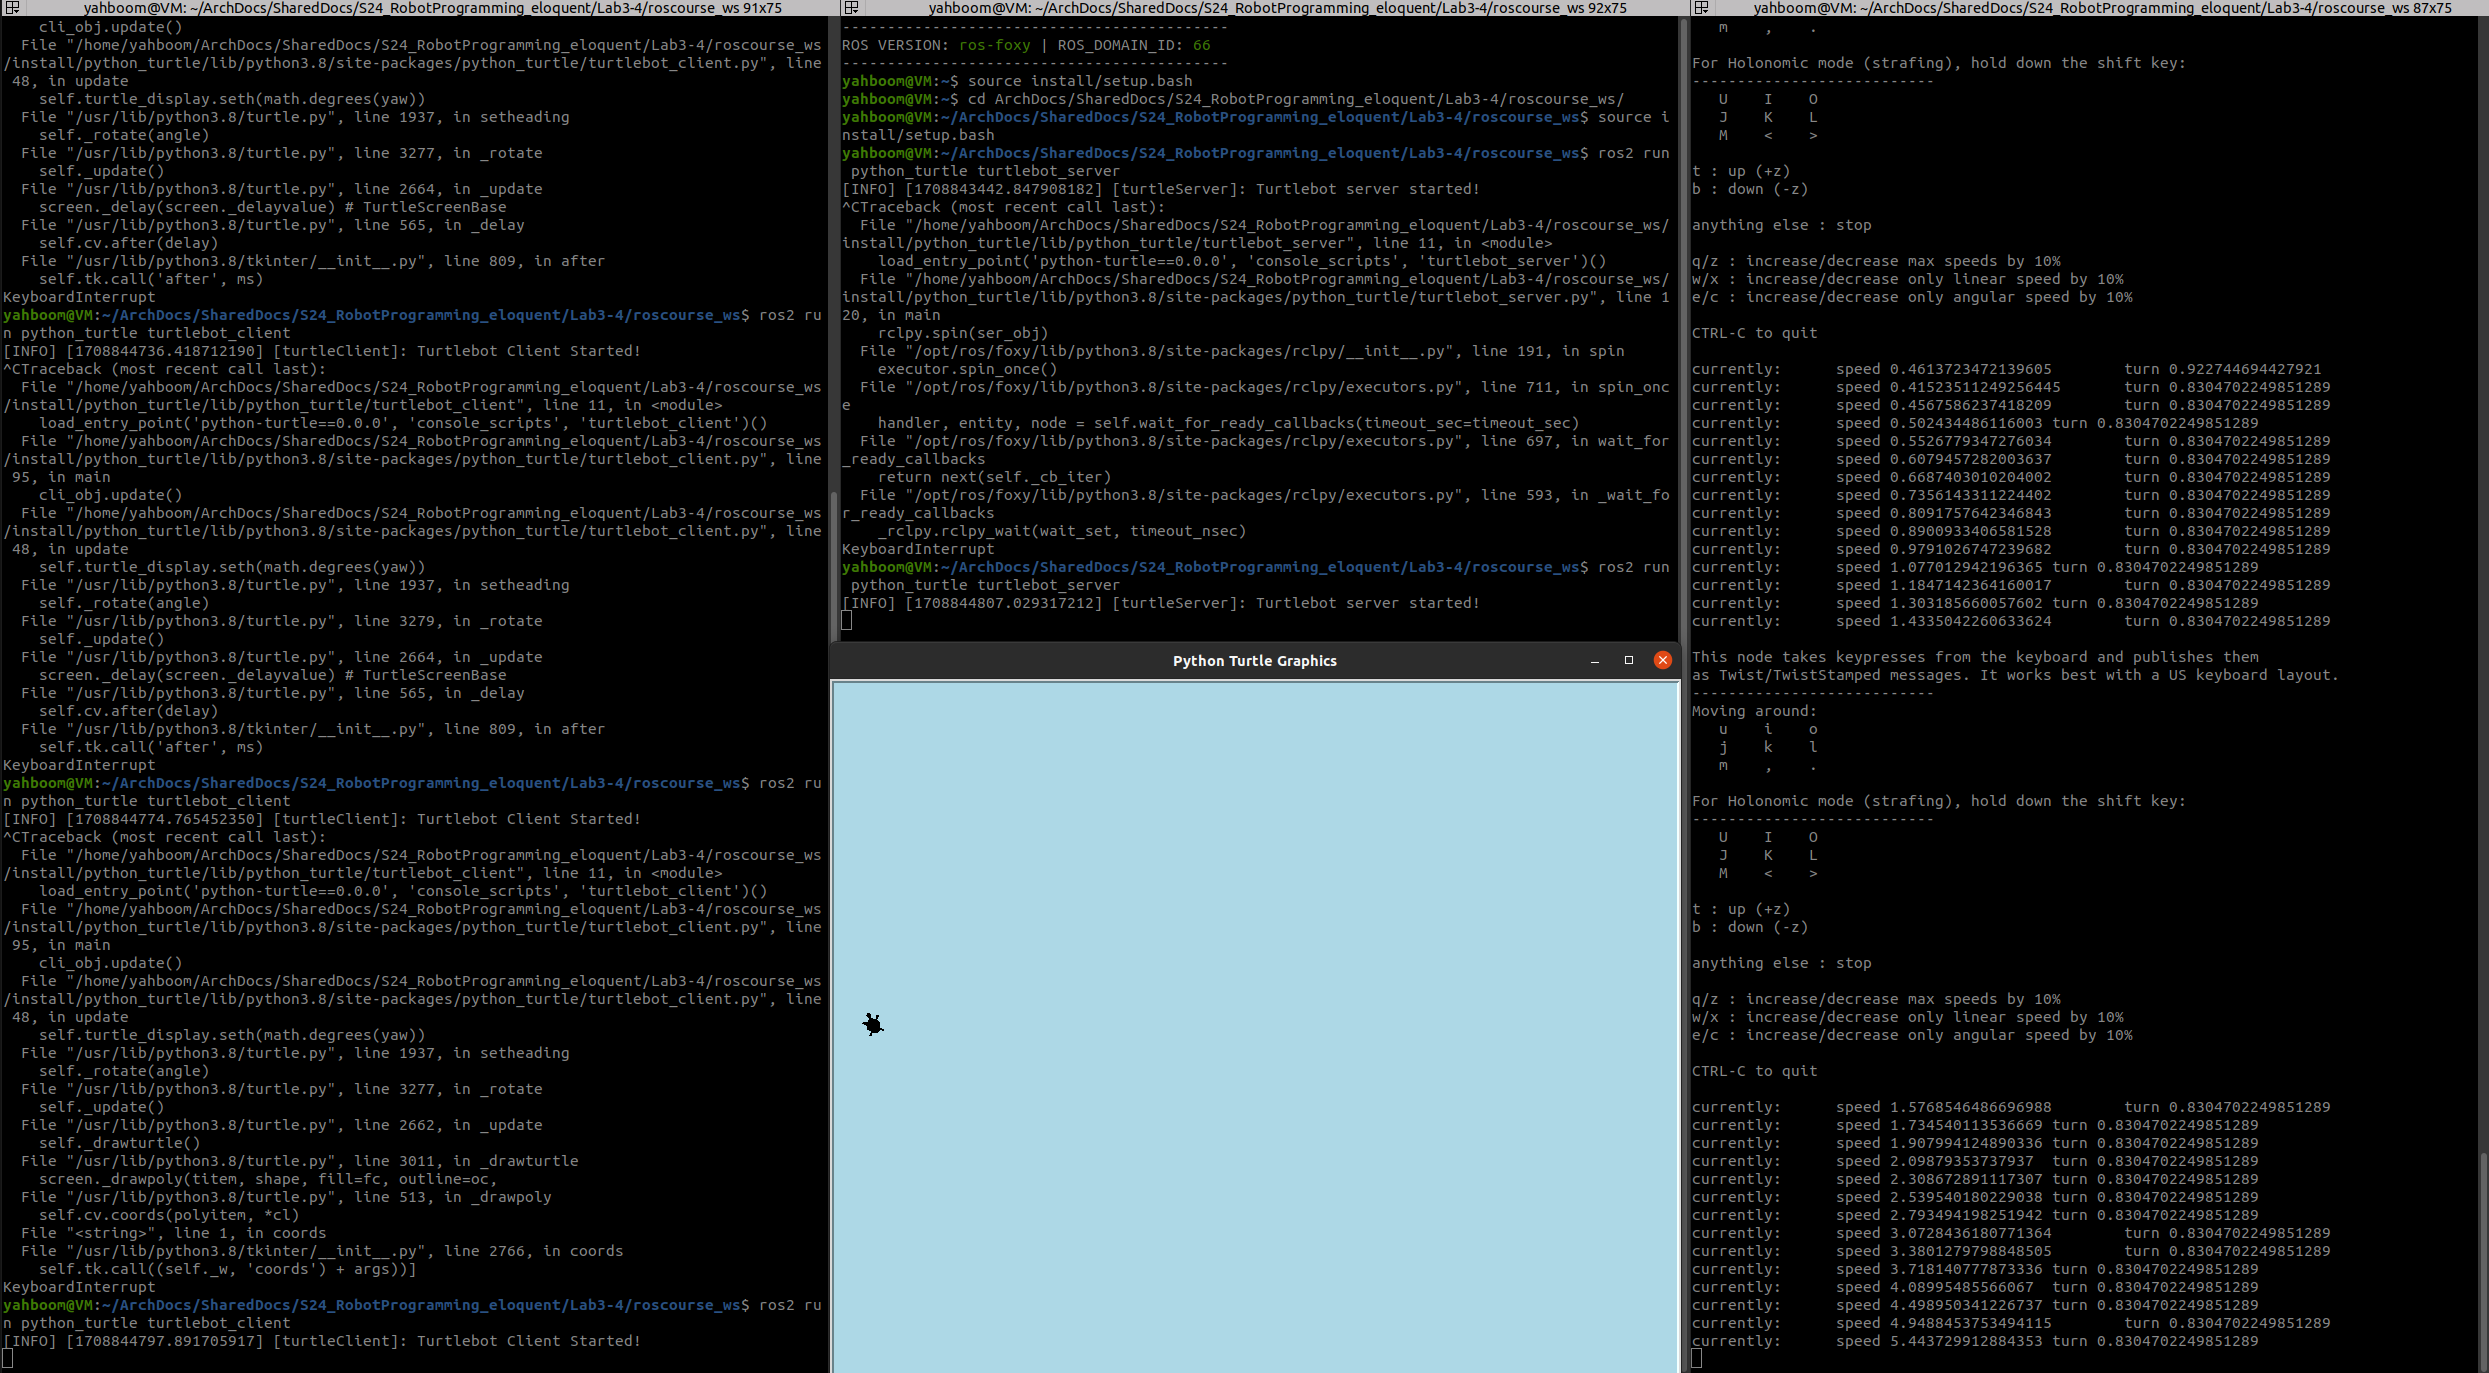 yahboom@VM: ~/ArchDocs/SharedDocs/S24_RobotProgramming_eloquent/Lab3-4/roscourse_ws 91x75
    cli_obj.update()
  File "/home/yahboom/ArchDocs/SharedDocs/S24_RobotProgramming_eloquent/Lab3-4/roscourse_ws
/install/python_turtle/lib/python3.8/site-packages/python_turtle/turtlebot_client.py", line
 48, in update
    self.turtle_display.seth(math.degrees(yaw))
  File "/usr/lib/python3.8/turtle.py", line 1937, in setheading
    self._rotate(angle)
  File "/usr/lib/python3.8/turtle.py", line 3277, in _rotate
    self._update()
  File "/usr/lib/python3.8/turtle.py", line 2664, in _update
    screen._delay(screen._delayvalue) # TurtleScreenBase
  File "/usr/lib/python3.8/turtle.py", line 565, in _delay
    self.cv.after(delay)
  File "/usr/lib/python3.8/tkinter/__init__.py", line 809, in after
    self.tk.call('after', ms)
KeyboardInterrupt
yahboom@VM:~/ArchDocs/SharedDocs/S24_RobotProgramming_eloquent/Lab3-4/roscourse_ws$ ros2 ru
n python_turtle turtlebot_client
[INFO] [1708844736.418712190] [turtleClient]: Turtlebot Client Started!
^CTraceback (most recent call last):
  File "/home/yahboom/ArchDocs/SharedDocs/S24_RobotProgramming_eloquent/Lab3-4/roscourse_ws
/install/python_turtle/lib/python_turtle/turtlebot_client", line 11, in <module>
    load_entry_point('python-turtle==0.0.0', 'console_scripts', 'turtlebot_client')()
  File "/home/yahboom/ArchDocs/SharedDocs/S24_RobotProgramming_eloquent/Lab3-4/roscourse_ws
/install/python_turtle/lib/python3.8/site-packages/python_turtle/turtlebot_client.py", line
 95, in main
    cli_obj.update()
  File "/home/yahboom/ArchDocs/SharedDocs/S24_RobotProgramming_eloquent/Lab3-4/roscourse_ws
/install/python_turtle/lib/python3.8/site-packages/python_turtle/turtlebot_client.py", line
 48, in update
    self.turtle_display.seth(math.degrees(yaw))
  File "/usr/lib/python3.8/turtle.py", line 1937, in setheading
    self._rotate(angle)
  File "/usr/lib/python3.8/turtle.py", line 3279, in _rotate
    self._update()
  File "/usr/lib/python3.8/turtle.py", line 2664, in _update
    screen._delay(screen._delayvalue) # TurtleScreenBase
  File "/usr/lib/python3.8/turtle.py", line 565, in _delay
    self.cv.after(delay)
  File "/usr/lib/python3.8/tkinter/__init__.py", line 809, in after
    self.tk.call('after', ms)
KeyboardInterrupt
yahboom@VM:~/ArchDocs/SharedDocs/S24_RobotProgramming_eloquent/Lab3-4/roscourse_ws$ ros2 ru
n python_turtle turtlebot_client
[INFO] [1708844774.765452350] [turtleClient]: Turtlebot Client Started!
^CTraceback (most recent call last):
  File "/home/yahboom/ArchDocs/SharedDocs/S24_RobotProgramming_eloquent/Lab3-4/roscourse_ws
/install/python_turtle/lib/python_turtle/turtlebot_client", line 11, in <module>
    load_entry_point('python-turtle==0.0.0', 'console_scripts', 'turtlebot_client')()
  File "/home/yahboom/ArchDocs/SharedDocs/S24_RobotProgramming_eloquent/Lab3-4/roscourse_ws
/install/python_turtle/lib/python3.8/site-packages/python_turtle/turtlebot_client.py", line
 95, in main
    cli_obj.update()
  File "/home/yahboom/ArchDocs/SharedDocs/S24_RobotProgramming_eloquent/Lab3-4/roscourse_ws
/install/python_turtle/lib/python3.8/site-packages/python_turtle/turtlebot_client.py", line
 48, in update
    self.turtle_display.seth(math.degrees(yaw))
  File "/usr/lib/python3.8/turtle.py", line 1937, in setheading
    self._rotate(angle)
  File "/usr/lib/python3.8/turtle.py", line 3277, in _rotate
    self._update()
  File "/usr/lib/python3.8/turtle.py", line 2662, in _update
    self._drawturtle()
  File "/usr/lib/python3.8/turtle.py", line 3011, in _drawturtle
    screen._drawpoly(titem, shape, fill=fc, outline=oc,
  File "/usr/lib/python3.8/turtle.py", line 513, in _drawpoly
    self.cv.coords(polyitem, *cl)
  File "<string>", line 1, in coords
  File "/usr/lib/python3.8/tkinter/__init__.py", line 2766, in coords
    self.tk.call((self._w, 'coords') + args))]
KeyboardInterrupt
yahboom@VM:~/ArchDocs/SharedDocs/S24_RobotProgramming_eloquent/Lab3-4/roscourse_ws$ ros2 ru
n python_turtle turtlebot_client
[INFO] [1708844797.891705917] [turtleClient]: Turtlebot Client Started!
yahboom@VM: ~/ArchDocs/SharedDocs/S24_RobotProgramming_eloquent/Lab3-4/roscourse_ws 92x75
-------------------------------------------
ROS VERSION: ros-foxy | ROS_DOMAIN_ID: 66
-------------------------------------------
yahboom@VM:~$ source install/setup.bash
yahboom@VM:~$ cd ArchDocs/SharedDocs/S24_RobotProgramming_eloquent/Lab3-4/roscourse_ws/
yahboom@VM:~/ArchDocs/SharedDocs/S24_RobotProgramming_eloquent/Lab3-4/roscourse_ws$ source i
nstall/setup.bash
yahboom@VM:~/ArchDocs/SharedDocs/S24_RobotProgramming_eloquent/Lab3-4/roscourse_ws$ ros2 run
 python_turtle turtlebot_server
[INFO] [1708843442.847908182] [turtleServer]: Turtlebot server started!
^CTraceback (most recent call last):
  File "/home/yahboom/ArchDocs/SharedDocs/S24_RobotProgramming_eloquent/Lab3-4/roscourse_ws/
install/python_turtle/lib/python_turtle/turtlebot_server", line 11, in <module>
    load_entry_point('python-turtle==0.0.0', 'console_scripts', 'turtlebot_server')()
  File "/home/yahboom/ArchDocs/SharedDocs/S24_RobotProgramming_eloquent/Lab3-4/roscourse_ws/
install/python_turtle/lib/python3.8/site-packages/python_turtle/turtlebot_server.py", line 1
20, in main
    rclpy.spin(ser_obj)
  File "/opt/ros/foxy/lib/python3.8/site-packages/rclpy/__init__.py", line 191, in spin
    executor.spin_once()
  File "/opt/ros/foxy/lib/python3.8/site-packages/rclpy/executors.py", line 711, in spin_onc
e
    handler, entity, node = self.wait_for_ready_callbacks(timeout_sec=timeout_sec)
  File "/opt/ros/foxy/lib/python3.8/site-packages/rclpy/executors.py", line 697, in wait_for
_ready_callbacks
    return next(self._cb_iter)
  File "/opt/ros/foxy/lib/python3.8/site-packages/rclpy/executors.py", line 593, in _wait_fo
r_ready_callbacks
    _rclpy.rclpy_wait(wait_set, timeout_nsec)
KeyboardInterrupt
yahboom@VM:~/ArchDocs/SharedDocs/S24_RobotProgramming_eloquent/Lab3-4/roscourse_ws$ ros2 run
 python_turtle turtlebot_server
[INFO] [1708844807.029317212] [turtleServer]: Turtlebot server started!
Python Turtle Graphics
yahboom@VM: ~/ArchDocs/SharedDocs/S24_RobotProgramming_eloquent/Lab3-4/roscourse_ws 87x75
   m    ,    .
For Holonomic mode (strafing), hold down the shift key:
---------------------------
   U    I    O
   J    K    L
   M    <    >
t : up (+z)
b : down (-z)
anything else : stop
q/z : increase/decrease max speeds by 10%
w/x : increase/decrease only linear speed by 10%
e/c : increase/decrease only angular speed by 10%
CTRL-C to quit
currently:      speed 0.4613723472139605        turn 0.922744694427921
currently:      speed 0.41523511249256445       turn 0.8304702249851289
currently:      speed 0.4567586237418209        turn 0.8304702249851289
currently:      speed 0.502434486116003 turn 0.8304702249851289
currently:      speed 0.5526779347276034        turn 0.8304702249851289
currently:      speed 0.6079457282003637        turn 0.8304702249851289
currently:      speed 0.6687403010204002        turn 0.8304702249851289
currently:      speed 0.7356143311224402        turn 0.8304702249851289
currently:      speed 0.8091757642346843        turn 0.8304702249851289
currently:      speed 0.8900933406581528        turn 0.8304702249851289
currently:      speed 0.9791026747239682        turn 0.8304702249851289
currently:      speed 1.077012942196365 turn 0.8304702249851289
currently:      speed 1.1847142364160017        turn 0.8304702249851289
currently:      speed 1.303185660057602 turn 0.8304702249851289
currently:      speed 1.4335042260633624        turn 0.8304702249851289
This node takes keypresses from the keyboard and publishes them
as Twist/TwistStamped messages. It works best with a US keyboard layout.
---------------------------
Moving around:
   u    i    o
   j    k    l
   m    ,    .
For Holonomic mode (strafing), hold down the shift key:
---------------------------
   U    I    O
   J    K    L
   M    <    >
t : up (+z)
b : down (-z)
anything else : stop
q/z : increase/decrease max speeds by 10%
w/x : increase/decrease only linear speed by 10%
e/c : increase/decrease only angular speed by 10%
CTRL-C to quit
currently:      speed 1.5768546486696988        turn 0.8304702249851289
currently:      speed 1.734540113536669 turn 0.8304702249851289
currently:      speed 1.907994124890336 turn 0.8304702249851289
currently:      speed 2.09879353737937  turn 0.8304702249851289
currently:      speed 2.308672891117307 turn 0.8304702249851289
currently:      speed 2.539540180229038 turn 0.8304702249851289
currently:      speed 2.793494198251942 turn 0.8304702249851289
currently:      speed 3.0728436180771364        turn 0.8304702249851289
currently:      speed 3.3801279798848505        turn 0.8304702249851289
currently:      speed 3.718140777873336 turn 0.8304702249851289
currently:      speed 4.08995485566067  turn 0.8304702249851289
currently:      speed 4.498950341226737 turn 0.8304702249851289
currently:      speed 4.9488453753494115        turn 0.8304702249851289
currently:      speed 5.443729912884353 turn 0.8304702249851289